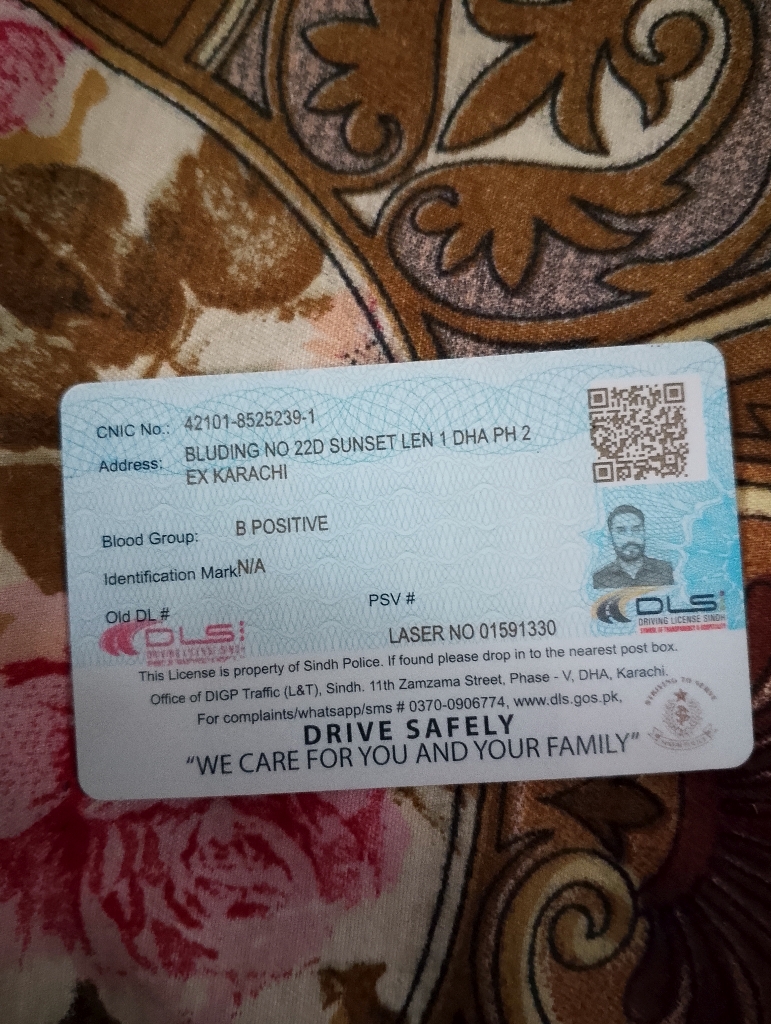 CNIC No.: 42101-8525239-1
Address: BLUDING NO 22D SUNSET LEN 1 DHA PH 2
EX KARACHI
Blood Group: B POSITIVE
Identification Mark: N/A
Old DL #
PSV #
DLS
DLS
DRIVING LICENSE SINDH
LASER NO 01591330
This License is property of Sindh Police. If found please drop in to the nearest post box.
Office of DIGP Traffic (L&T), Sindh. 11th Zamzama Street, Phase - V, DHA, Karachi.
For complaints/whatsapp/sms # 0370-0906774, www.dls.gos.pk,
DRIVE SAFELY
"WE CARE FOR YOU AND YOUR FAMILY"